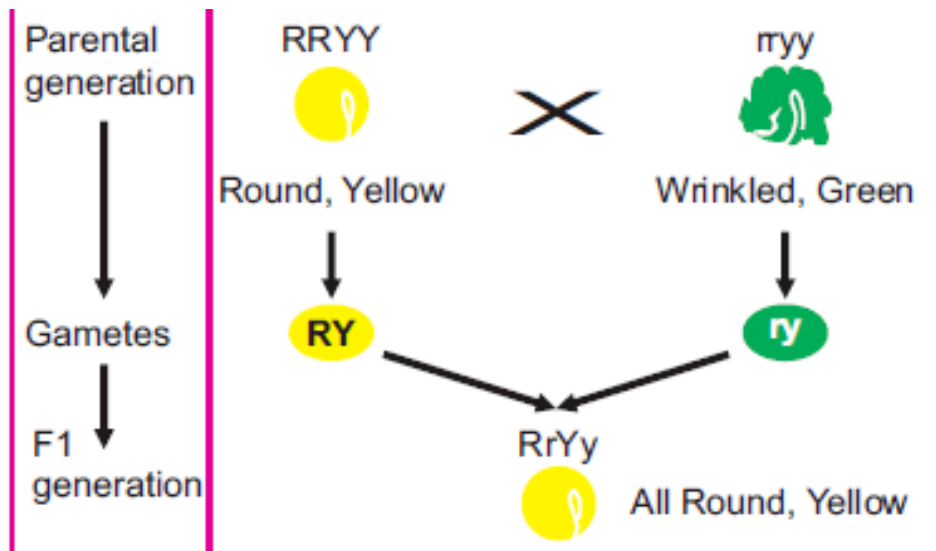 Parental
generation
RRYY
rryy
Round, Yellow
Wrinkled, Green
Gametes
RY
ry
F1
generation
RrYy
All Round, Yellow